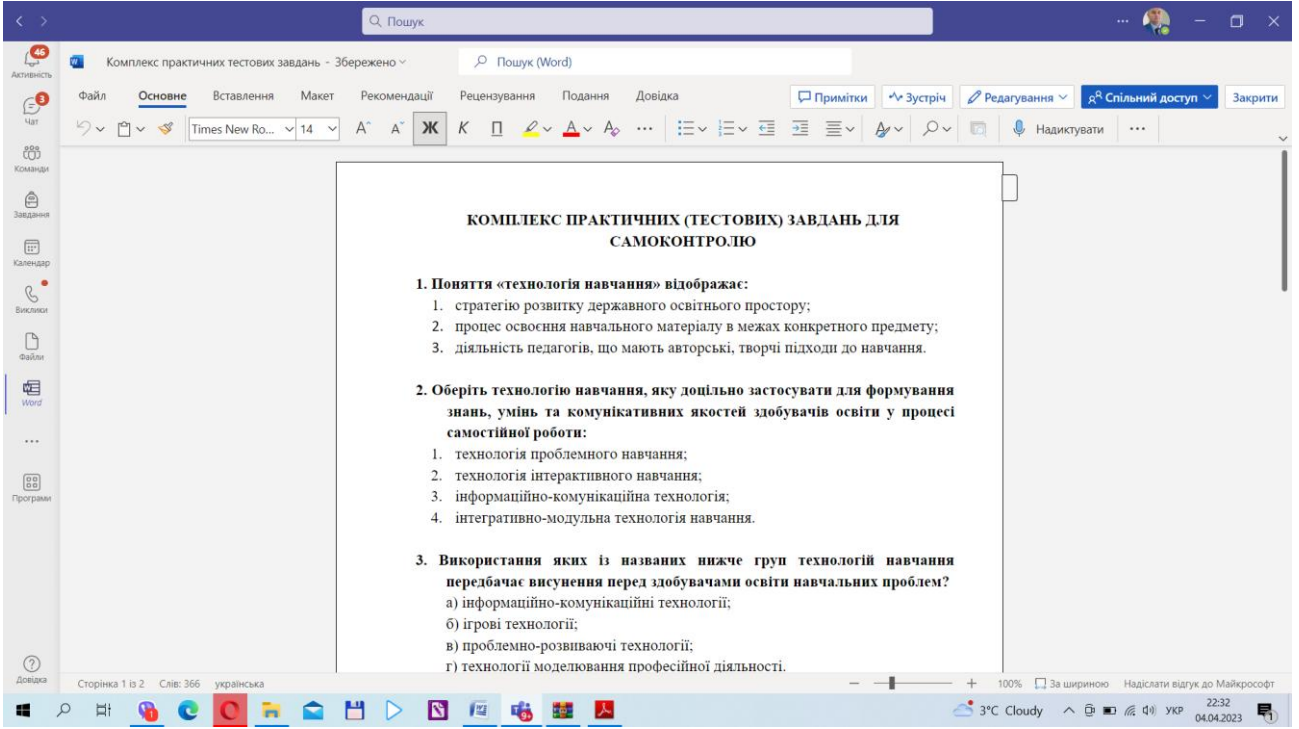 Пошук
46
Активність
Комплекс практичних тестових завдань - Збережено
Пошук (Word)
Файл Основне Вставлення Макет Рекомендації Рецензування Подання Довідка Примітки Зустріч Редагування Спільний доступ Закрити
9
Чат
Times New Ro... 14 Ж К П Надиктувати
Команди
Завдання
Календар
Виклики
Файли
Word
Програми
Довідка
КОМПЛЕКС ПРАКТИЧНИХ (ТЕСТОВИХ) ЗАВДАНЬ ДЛЯ
САМОКОНТРОЛЮ
1. Поняття «технологія навчання» відображає:
1. стратегію розвитку державного освітнього простору;
2. процес освоєння навчального матеріалу в межах конкретного предмету;
3. діяльність педагогів, що мають авторські, творчі підходи до навчання.
2. Оберіть технологію навчання, яку доцільно застосувати для формування
знань, умінь та комунікативних якостей здобувачів освіти у процесі
самостійної роботи:
1. технологія проблемного навчання;
2. технологія інтерактивного навчання;
3. інформаційно-комунікаційна технологія;
4. інтегративно-модульна технологія навчання.
3. Використання яких із названих нижче груп технологій навчання
передбачає висунення перед здобувачами освіти навчальних проблем?
а) інформаційно-комунікаційні технології;
б) ігрові технології;
в) проблемно-розвиваючі технології;
г) технології моделювання професійної діяльності.
Сторінка 1 із 2 Слів: 366 українська 100% За шириною Надіслати відгук до Майкрософт
3°C Cloudy УКР 22:32
04.04.2023